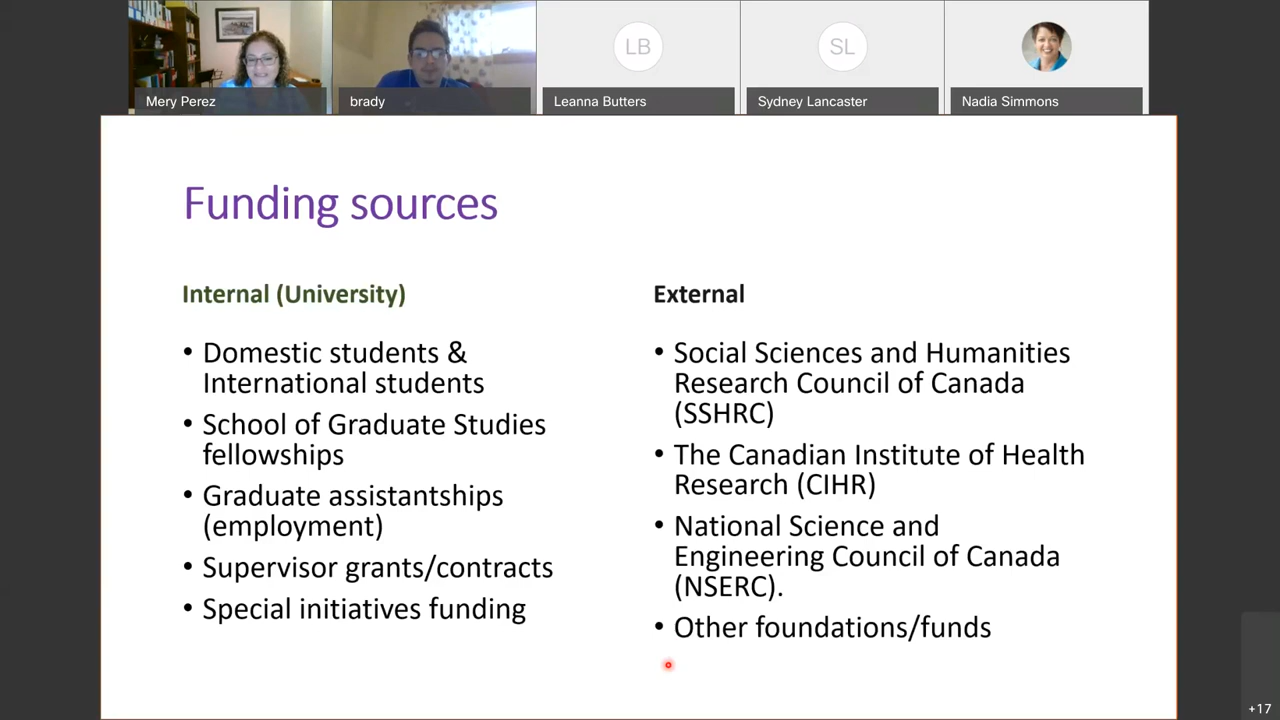 Mery Perez
brady
LB
Leanna Butters
SL
Sydney Lancaster
Nadia Simmons
Funding sources
Internal (University)
• Domestic students &
International students
• School of Graduate Studies
fellowships
• Graduate assistantships
(employment)
• Supervisor grants/contracts
• Special initiatives funding
External
• Social Sciences and Humanities
Research Council of Canada
(SSHRC)
• The Canadian Institute of Health
Research (CIHR)
• National Science and
Engineering Council of Canada
(NSERC).
• Other foundations/funds
+17